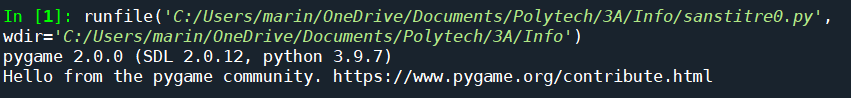 In [1]: runfile('C:/Users/marin/OneDrive/Documents/Polytech/3A/Info/sanstitre0.py',
wdir='C:/Users/marin/OneDrive/Documents/Polytech/3A/Info')
pygame 2.0.0 (SDL 2.0.12, python 3.9.7)
Hello from the pygame community. https://www.pygame.org/contribute.html